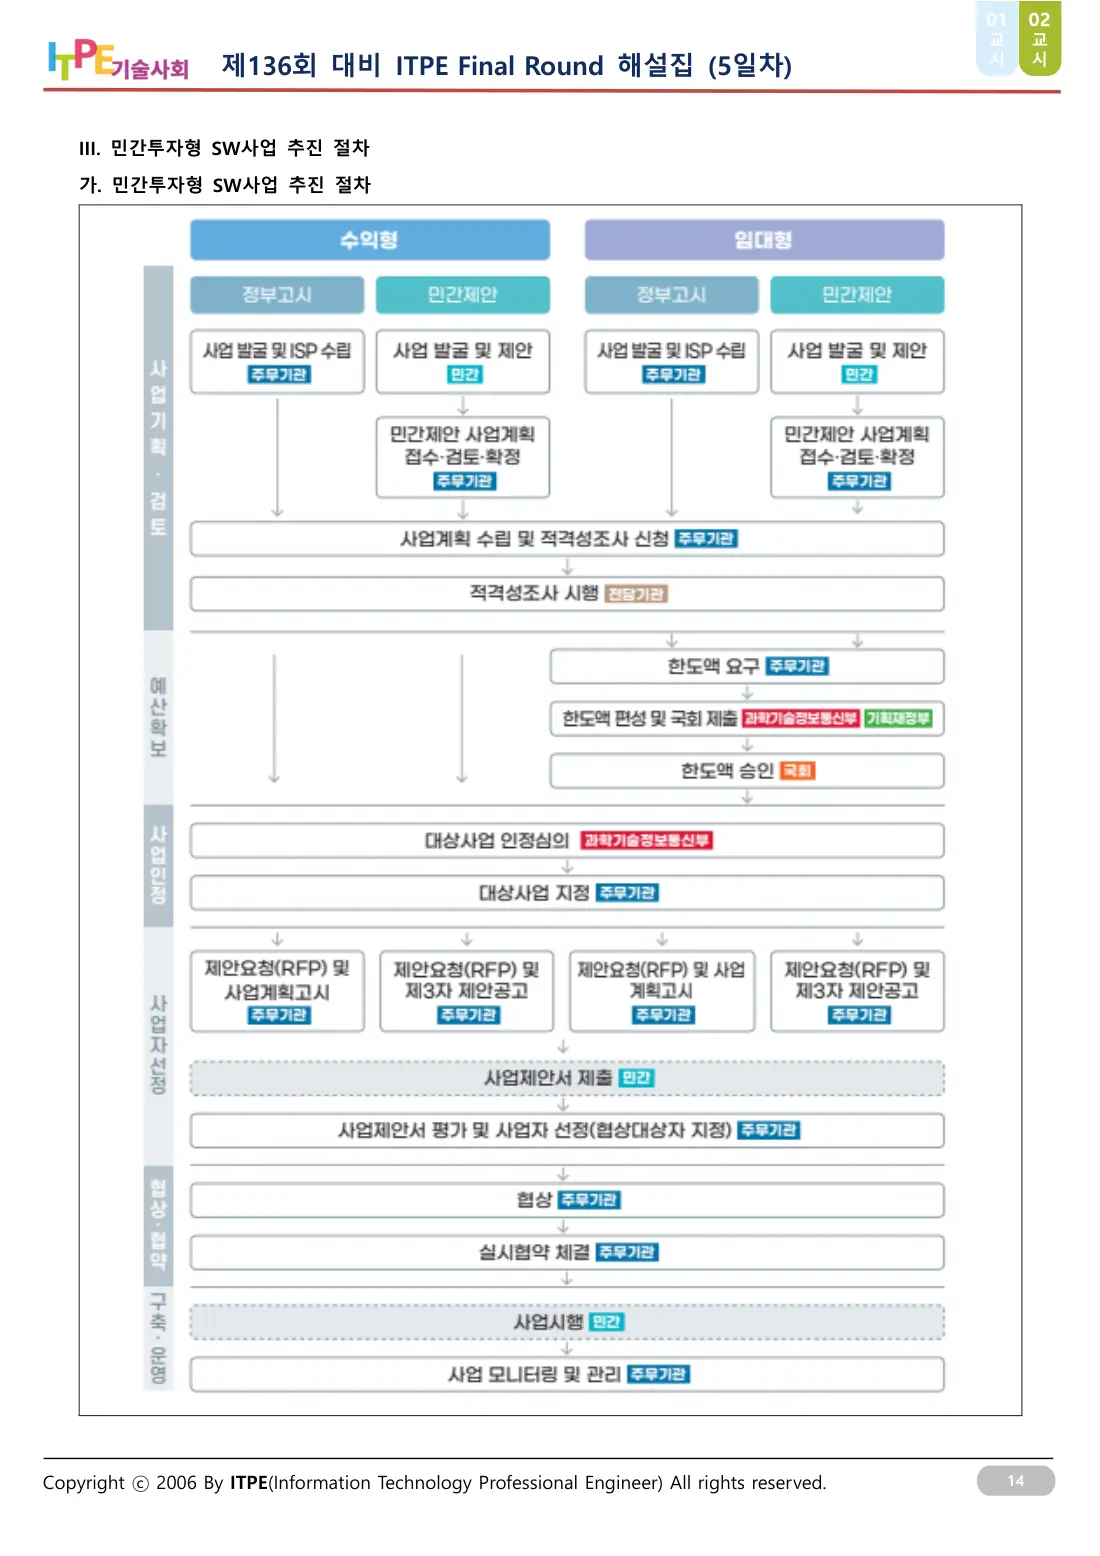 ITPE기술사회 제136회 대비 ITPE Final Round 해설집 (5일차)
01 교시
02 교시
III. 민간투자형 SW사업 추진 절차
가. 민간투자형 SW사업 추진 절차
수익형 임대형
정부고시 민간제안 정부고시 민간제안
사업기획·검토
사업 발굴 및 ISP 수립 주무기관
사업 발굴 및 제안 민간
사업 발굴 및 ISP 수립 주무기관
사업 발굴 및 제안 민간
민간제안 사업계획
접수·검토·확정
주무기관
민간제안 사업계획
접수·검토·확정
주무기관
사업계획 수립 및 적격성조사 신청 주무기관
적격성조사 시행 전담기관
예산확보
한도액 요구 주무기관
한도액 편성 및 국회 제출 과학기술정보통신부 기획재정부
한도액 승인 국회
사업인정
대상사업 인정심의 과학기술정보통신부
대상사업 지정 주무기관
사업자선정
제안요청(RFP) 및
사업계획고시
주무기관
제안요청(RFP) 및
제3자 제안공고
주무기관
제안요청(RFP) 및 사업
계획고시
주무기관
제안요청(RFP) 및
제3자 제안공고
주무기관
사업제안서 제출 민간
사업제안서 평가 및 사업자 선정(협상대상자 지정) 주무기관
협상·협약
협상 주무기관
실시협약 체결 주무기관
구축·운영
사업시행 민간
사업 모니터링 및 관리 주무기관
Copyright ⓒ 2006 By ITPE(Information Technology Professional Engineer) All rights reserved.
14